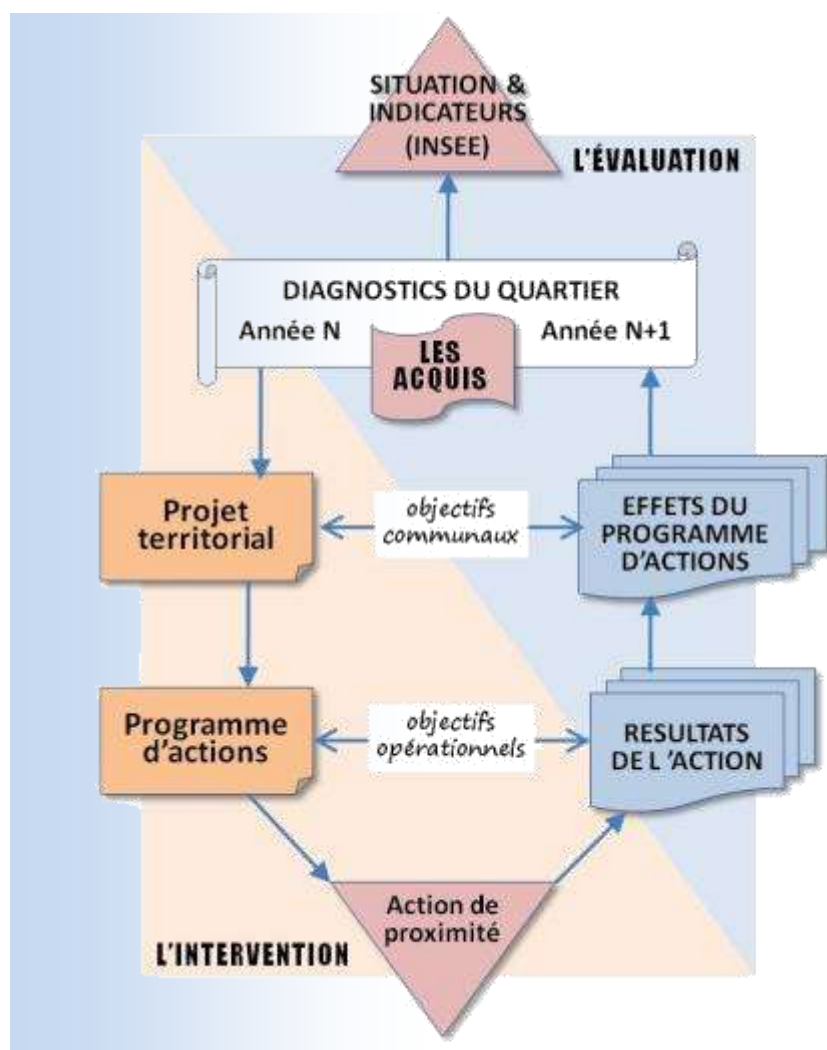 SITUATION &
INDICATEURS
(INSEE)
L'ÉVALUATION
DIAGNOSTICS DU QUARTIER
Année N
Année N+1
LES
ACQUIS
Projet
territorial
objectifs
communaux
EFFETS DU
PROGRAMME
D'ACTIONS
Programme
d'actions
objectifs
opérationnels
RESULTATS
DE L 'ACTION
Action de
proximité
L'INTERVENTION